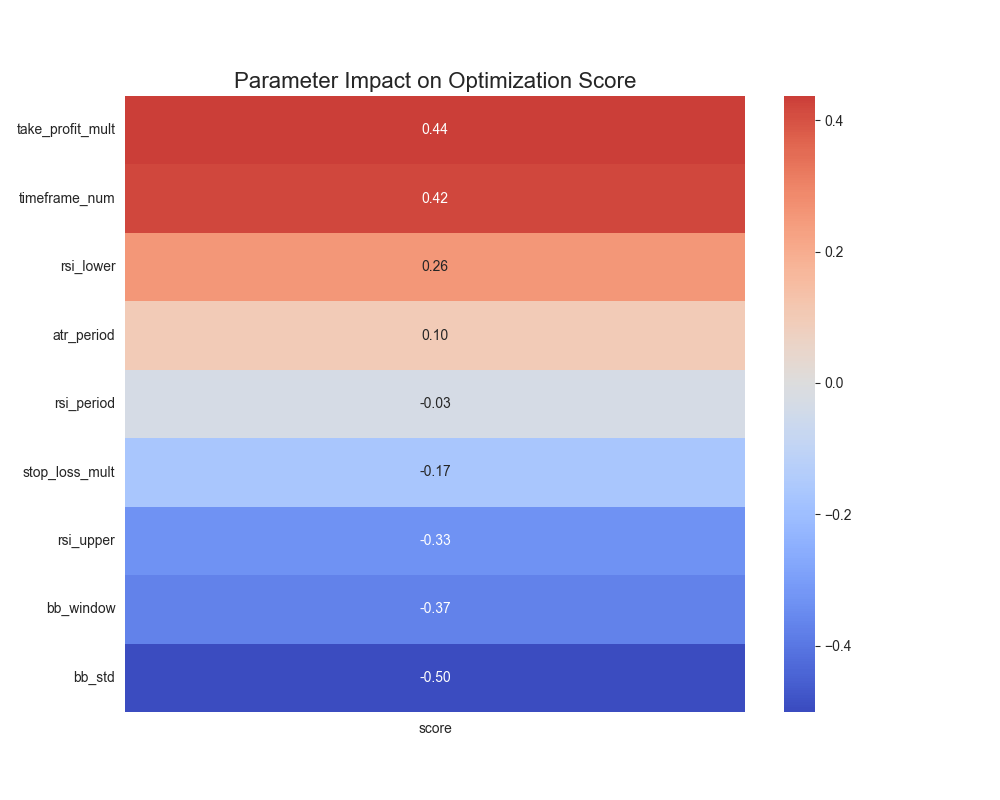 Parameter Impact on Optimization Score
take_profit_mult 0.44
timeframe_num 0.42
rsi_lower 0.26
atr_period 0.10
rsi_period -0.03
stop_loss_mult -0.17
rsi_upper -0.33
bb_window -0.37
bb_std -0.50
score
0.4
0.2
0.0
−0.2
−0.4